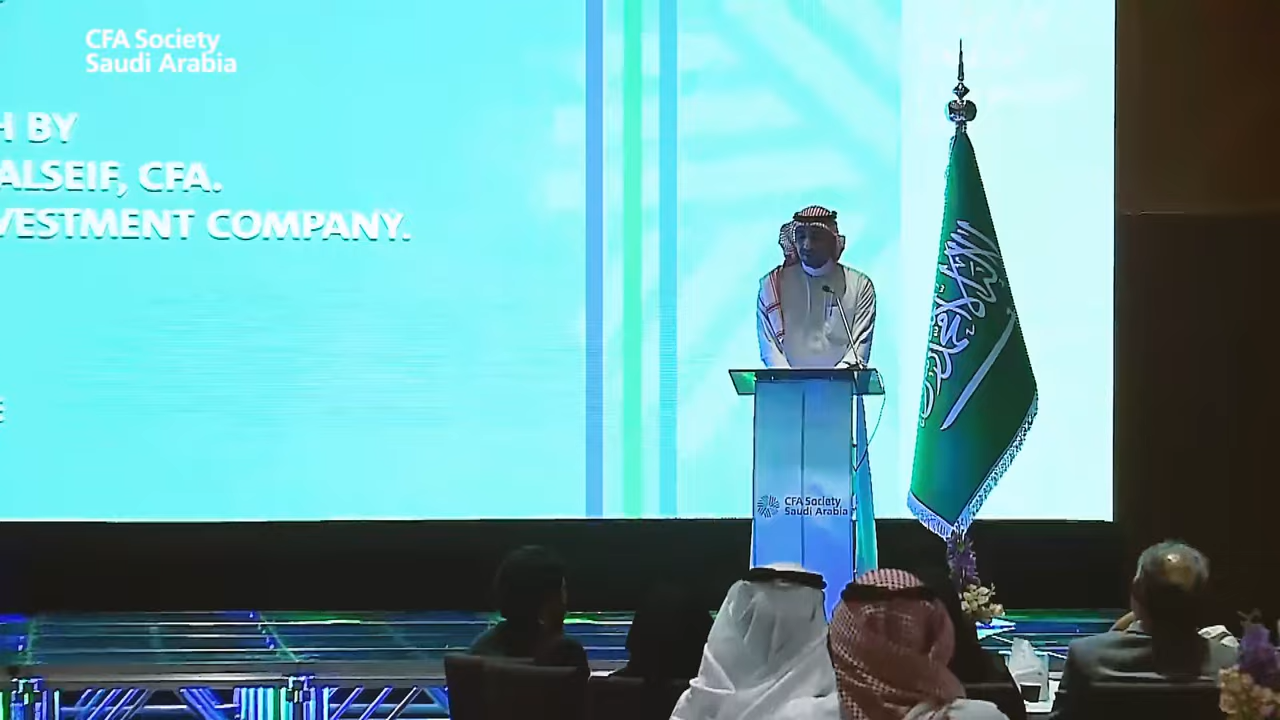 CFA Society
Saudi Arabia
H BY
ALSEIF, CFA.
VESTMENT COMPANY.
E
CFA Society
Saudi Arabia